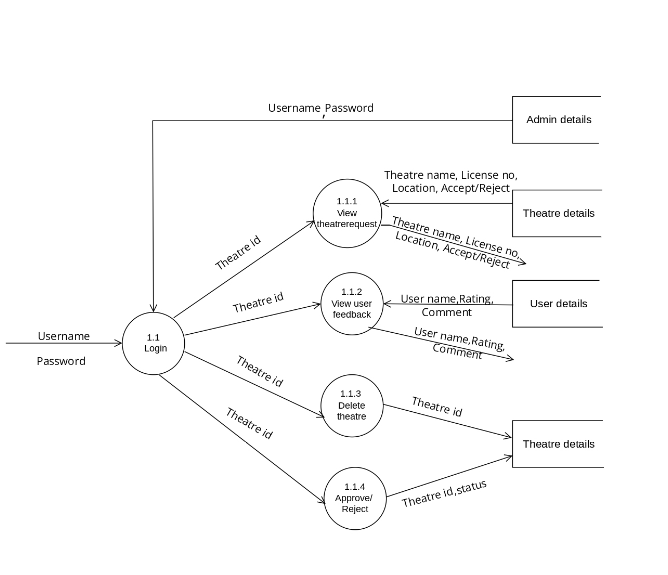 Username,Password
Admin details
Theatre name, License no,
Location, Accept/Reject
1.1.1
View
theatrerequest
Theatre details
Theatre name, License no,
Location, Accept/Reject
Theatre id
1.1.2
View user
feedback
Theatre id
User name,Rating,
Comment
User details
User name,Rating,
Comment
Username
Password
1.1
Login
Theatre id
1.1.3
Delete
theatre
Theatre id
Theatre id
Theatre details
1.1.4
Approve/
Reject
Theatre id,status